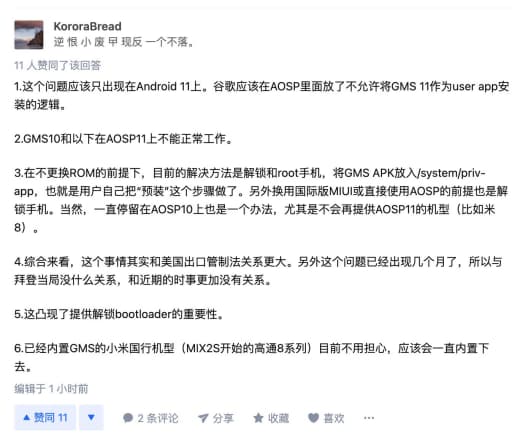 KororaBread
逆 恨 小 废 曱 现反 一个不落。
11 人赞同了该回答
1.这个问题应该只出现在Android 11上。谷歌应该在AOSP里面放了不允许将GMS 11作为user app安
装的逻辑。
2.GMS10和以下在AOSP11上不能正常工作。
3.在不更换ROM的前提下，目前的解决方法是解锁和root手机，将GMS APK放入/system/priv-
app，也就是用户自己把“预装”这个步骤做了。另外换用国际版MIUI或直接使用AOSP的前提也是解
锁手机。当然，一直停留在AOSP10上也是一个办法，尤其是不会再提供AOSP11的机型（比如米
8）。
4.综合来看，这个事情其实和美国出口管制法关系更大。另外这个问题已经出现几个月了，所以与
拜登当局没什么关系，和近期的时事更加没有关系。
5.这凸现了提供解锁bootloader的重要性。
6.已经内置GMS的小米国行机型（MIX2S开始的高通8系列）目前不用担心，应该会一直内置下
去。
编辑于 1 小时前
赞同 11 2 条评论 分享 收藏 喜欢 ···